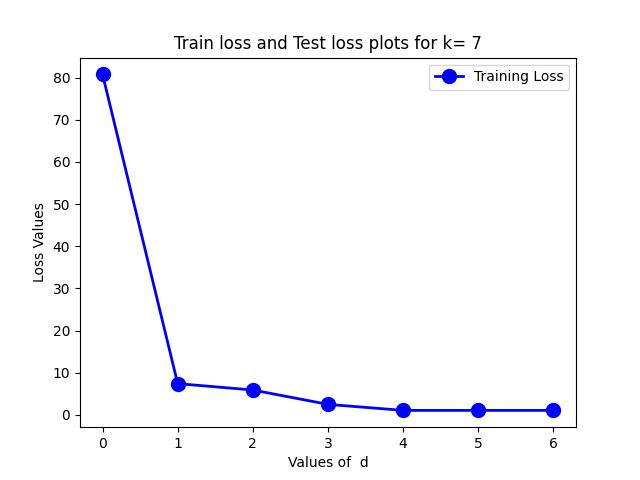 Train loss and Test loss plots for k= 7
Training Loss
Loss Values
80
70
60
50
40
30
20
10
0
0 1 2 3 4 5 6
Values of  d